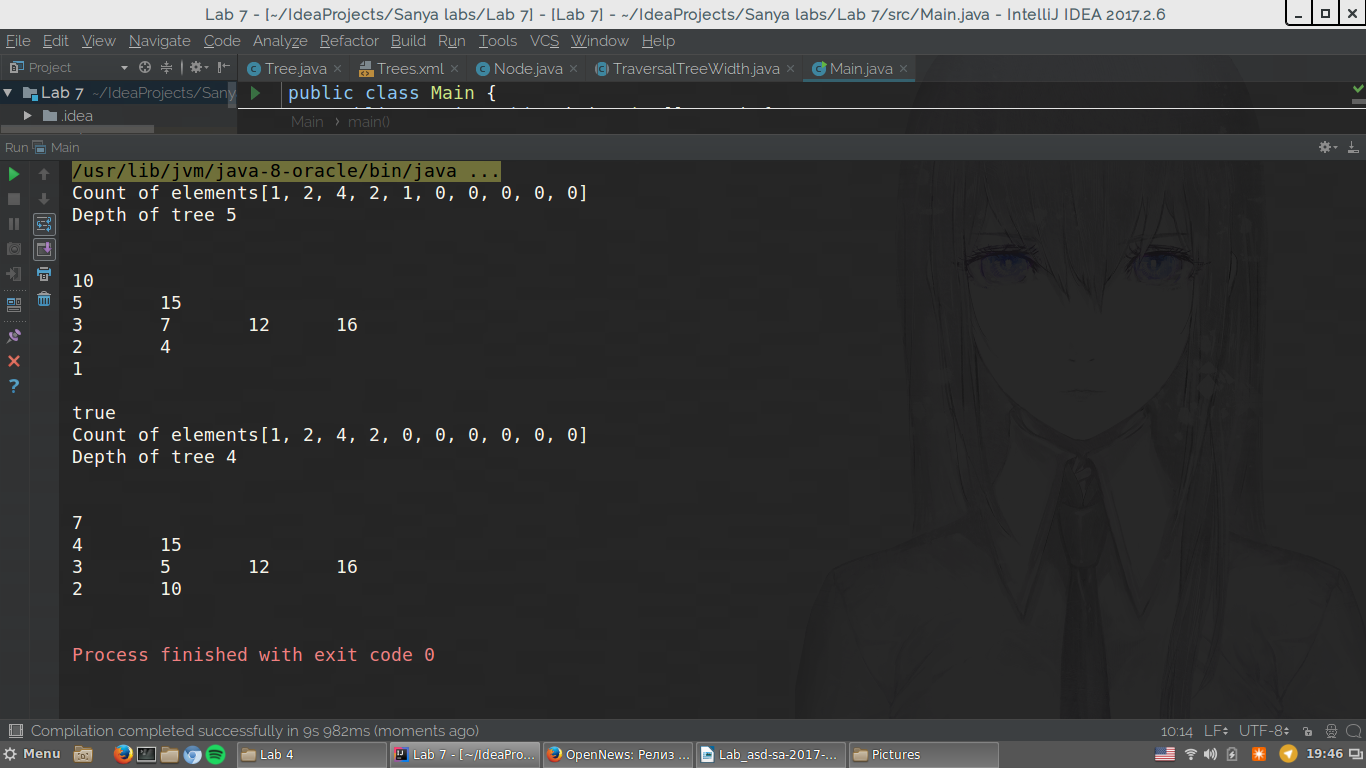 Lab 7 - [~/IdeaProjects/Sanya labs/Lab 7] - [Lab 7] - ~/IdeaProjects/Sanya labs/Lab 7/src/Main.java - IntelliJ IDEA 2017.2.6
File Edit View Navigate Code Analyze Refactor Build Run Tools VCS Window Help
Project Tree.java Trees.xml Node.java TraversalTreeWidth.java Main.java
Lab 7 ~/IdeaProjects/Sany public class Main {
.idea Main › main()
Run Main
/usr/lib/jvm/java-8-oracle/bin/java ...
Count of elements[1, 2, 4, 2, 1, 0, 0, 0, 0, 0]
Depth of tree 5
10
5 15
3 7 12 16
2 4
1
true
Count of elements[1, 2, 4, 2, 0, 0, 0, 0, 0, 0]
Depth of tree 4
7
4 15
3 5 12 16
2 10
Process finished with exit code 0
Compilation completed successfully in 9s 982ms (moments ago) 10:14 LF UTF-8
Menu Lab 4 Lab 7 - [~/IdeaPro... OpenNews: Релиз ... Lab_asd-sa-2017-... Pictures 19:46